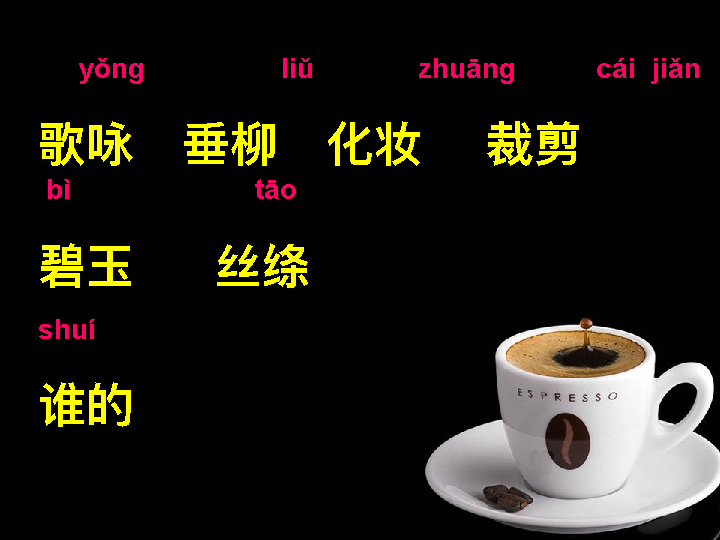 yǒng liǔ zhuāng cái jiǎn
歌咏 垂柳 化妆 裁剪
bì tāo
碧玉 丝绦
shuí
谁的
ESPRESSO